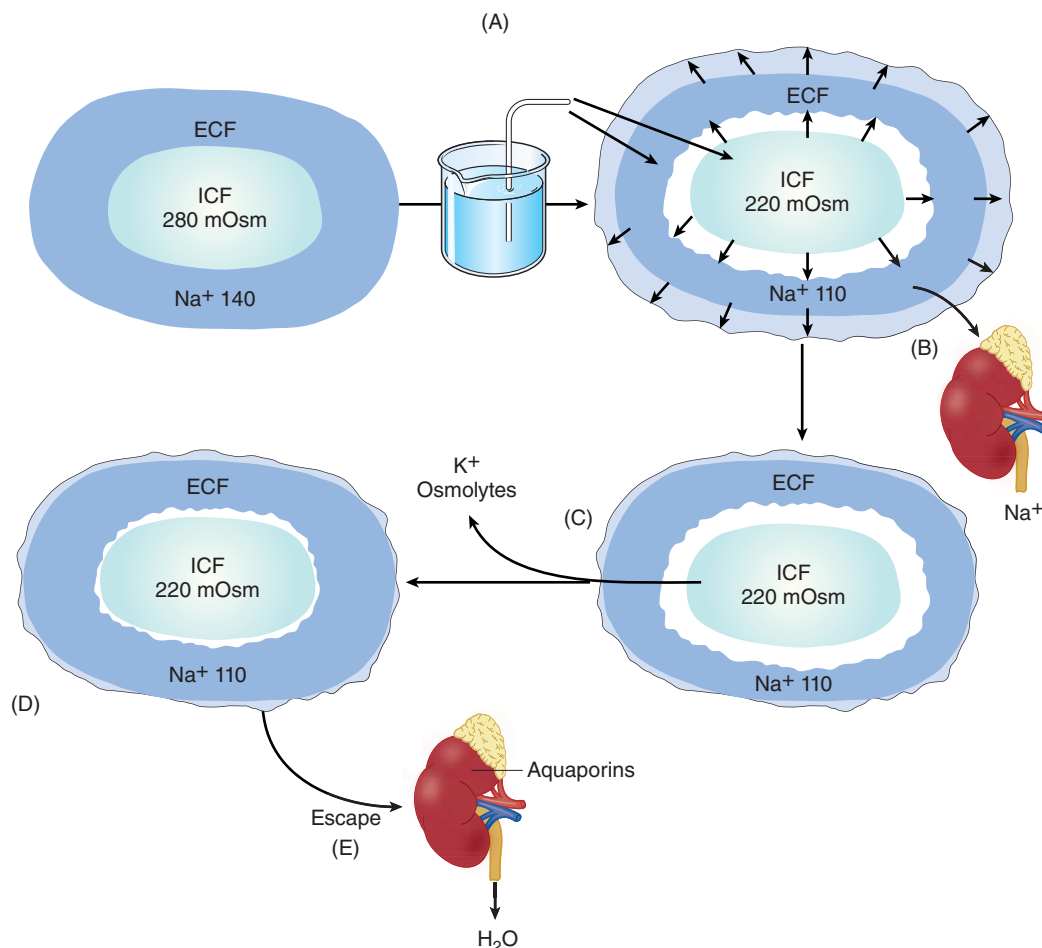 (A)
ECF
ICF
280 mOsm
Na+ 140
ECF
ICF
220 mOsm
Na+ 110
(B)
Na+
ECF
(C)
ICF
220 mOsm
Na+ 110
K+
Osmolytes
ECF
ICF
220 mOsm
Na+ 110
(D)
Aquaporins
Escape
(E)
H₂O